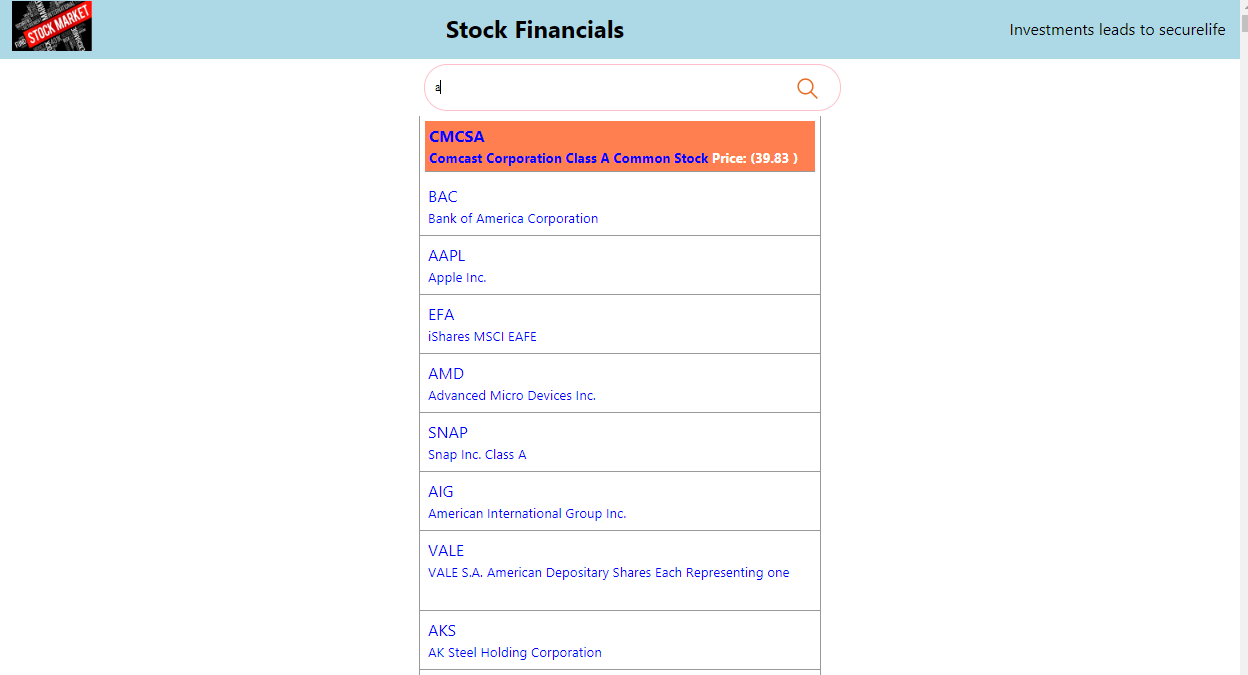 STOCK MARKET
Stock Financials
Investments leads to securelife
a
CMCSA
Comcast Corporation Class A Common Stock Price: (39.83 )
BAC
Bank of America Corporation
AAPL
Apple Inc.
EFA
iShares MSCI EAFE
AMD
Advanced Micro Devices Inc.
SNAP
Snap Inc. Class A
AIG
American International Group Inc.
VALE
VALE S.A. American Depositary Shares Each Representing one
AKS
AK Steel Holding Corporation